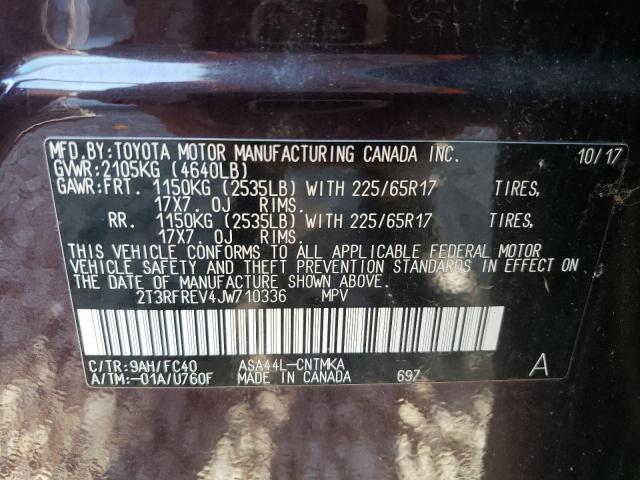 MFD.BY:TOYOTA MOTOR MANUFACTURING CANADA INC. 10/17
GVWR:2105KG (4640LB)
GAWR:FRT. 1150KG (2535LB) WITH 225/65R17 TIRES,
17X7. 0J RIMS.
RR. 1150KG (2535LB) WITH 225/65R17 TIRES,
17X7. 0J RIMS.
THIS VEHICLE CONFORMS TO ALL APPLICABLE FEDERAL MOTOR
VEHICLE SAFETY AND THEFT PREVENTION STANDARDS IN EFFECT ON
THE DATE OF MANUFACTURE SHOWN ABOVE.
2T3RFREV4JW710336 MPV
C/TR:9AH/FC40 ASA44L-CNTMKA
A/TM:-01A/U760F MADE IN CANADA 697 A